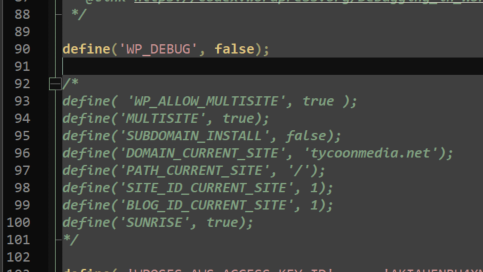 88 */
89
90 define('WP_DEBUG', false);
91
92 /*
93 define( 'WP_ALLOW_MULTISITE', true );
94 define('MULTISITE', true);
95 define('SUBDOMAIN_INSTALL', false);
96 define('DOMAIN_CURRENT_SITE', 'tycoonmedia.net');
97 define('PATH_CURRENT_SITE', '/');
98 define('SITE_ID_CURRENT_SITE', 1);
99 define('BLOG_ID_CURRENT_SITE', 1);
100 define('SUNRISE', true);
101 */
102